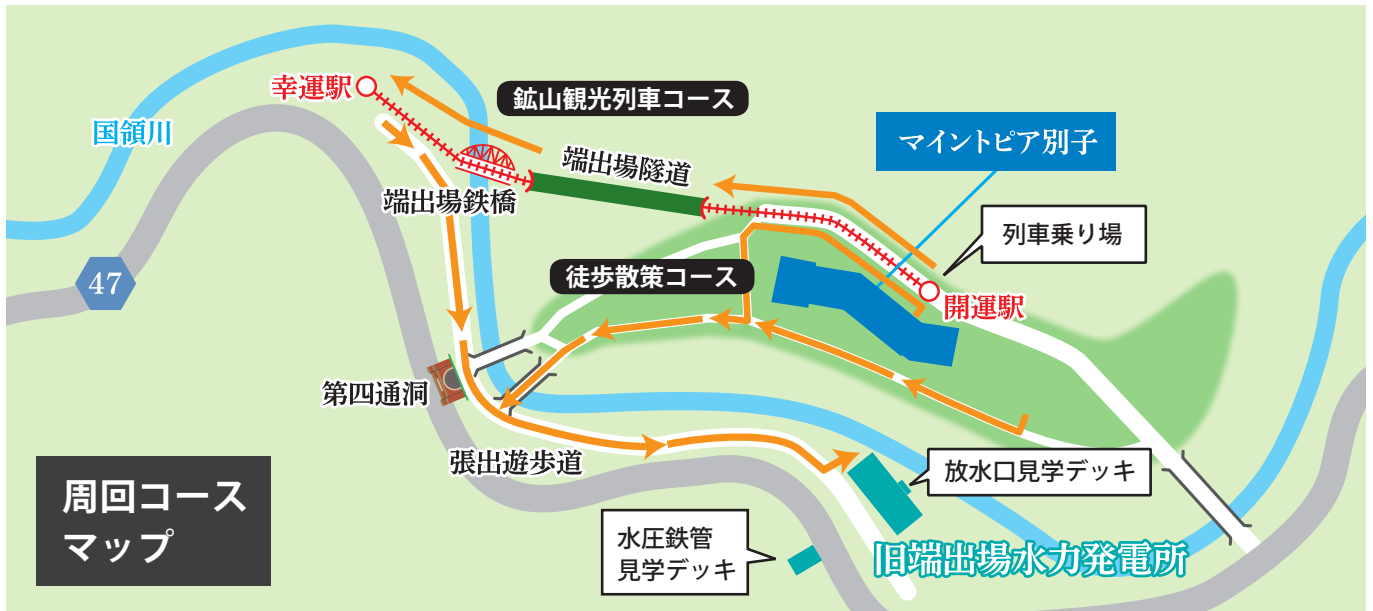 幸運駅
鉱山観光列車コース
国領川
マイントピア別子
端出場隧道
端出場鉄橋
列車乗り場
47
徒歩散策コース
開運駅
第四通洞
張出遊歩道
放水口見学デッキ
周回コース
マップ
水圧鉄管
見学デッキ
旧端出場水力発電所